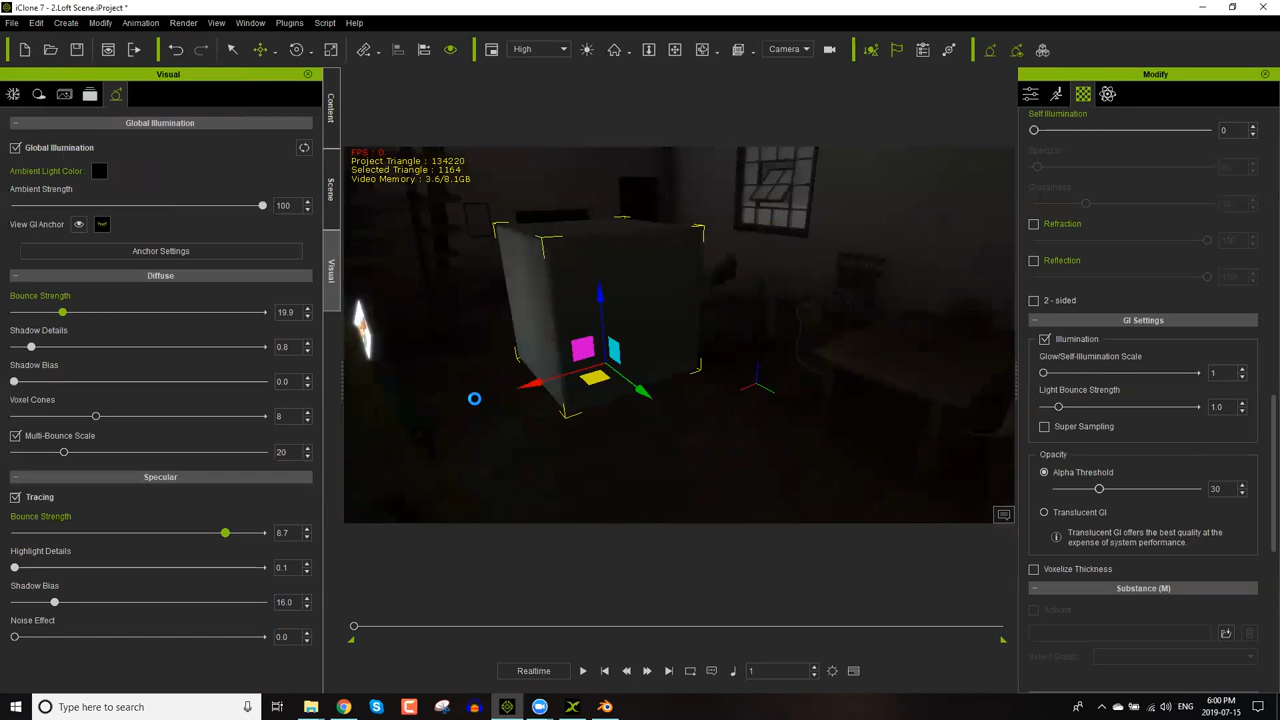 iClone 7 - 2.Loft Scene.iProject *
File Edit Create Modify Animation Render View Window Plugins Script Help
High
Camera
Visual
Global Illumination
Global Illumination
Ambient Light Color :
Ambient Strength
100
View GI Anchor
Anchor Settings
Diffuse
Bounce Strength
19.9
Shadow Details
0.8
Shadow Bias
0.0
Voxel Cones
8
Multi-Bounce Scale
20
Specular
Tracing
Bounce Strength
8.7
Highlight Details
0.1
Shadow Bias
16.0
Noise Effect
0.0
Content
Scene
Visual
FPS : 0
Project Triangle : 134220
Selected Triangle : 1164
Video Memory : 3.6/8.1GB
Realtime
1
Modify
Self Illumination
0
Specular
Glossiness
Refraction
100
Reflection
2 - sided
GI Settings
Illumination
Glow/Self-Illumination Scale
1
Light Bounce Strength
1.0
Super Sampling
Opacity
Alpha Threshold
30
Translucent GI
Translucent GI offers the best quality at the
expense of system performance.
Voxelize Thickness
Substance (M)
Activate
Type here to search
ENG
6:00 PM
2019-07-15